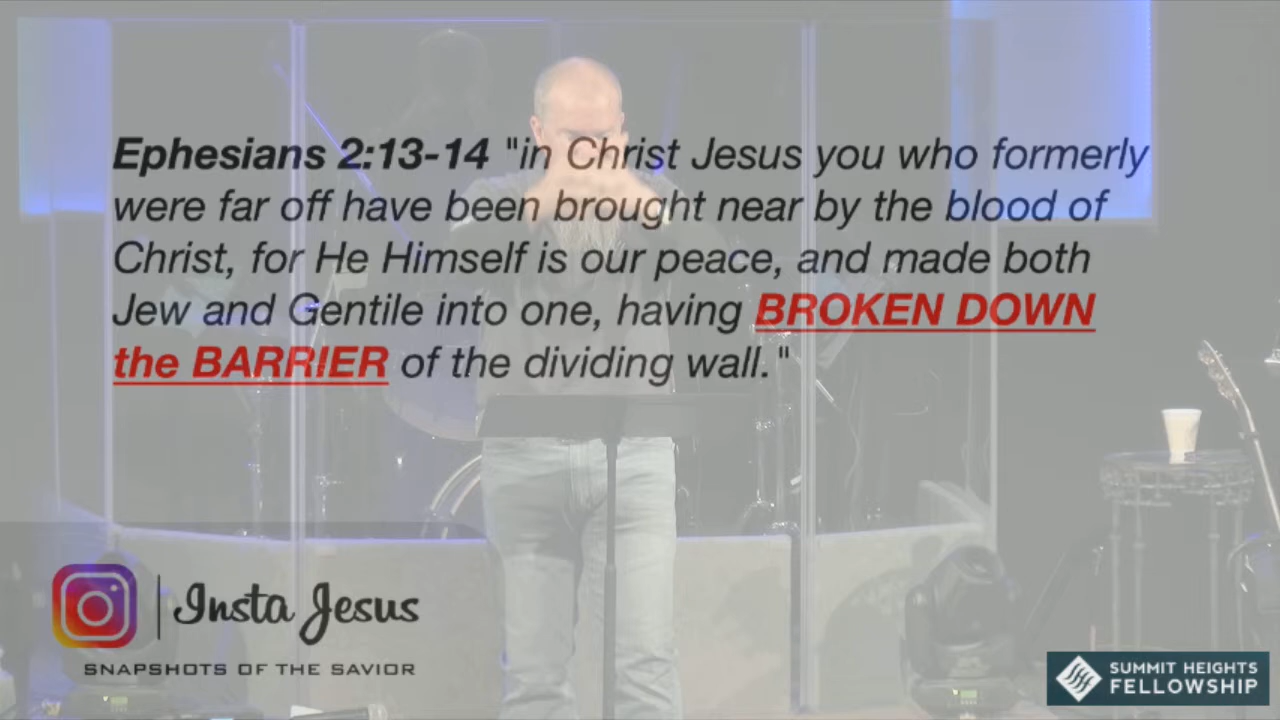 Ephesians 2:13-14 "in Christ Jesus you who formerly
were far off have been brought near by the blood of
Christ, for He Himself is our peace, and made both
Jew and Gentile into one, having BROKEN DOWN
the BARRIER of the dividing wall."
Insta Jesus
SNAPSHOTS OF THE SAVIOR
SUMMIT HEIGHTS
FELLOWSHIP